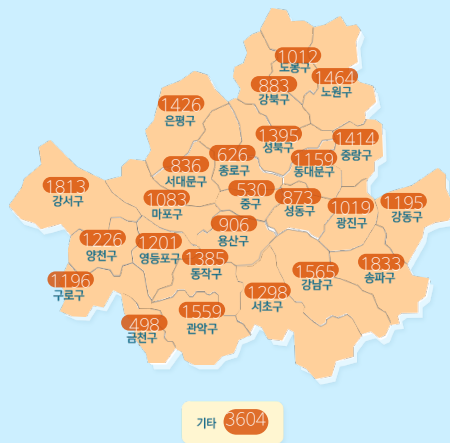 1012
노봉구
1464
노원구
883
강북구
1426
은평구
1395
성북구
1414
중랑구
626
종로구
1159
동대문구
836
서대문구
1813
강서구
1083
마포구
530
중구
873
성동구
1019
광진구
1195
강동구
906
용산구
1226
양천구
1201
영등포구
1385
동작구
1833
송파구
1565
강남구
1196
구로구
1298
서초구
1559
관악구
498
금천구
기타 3604